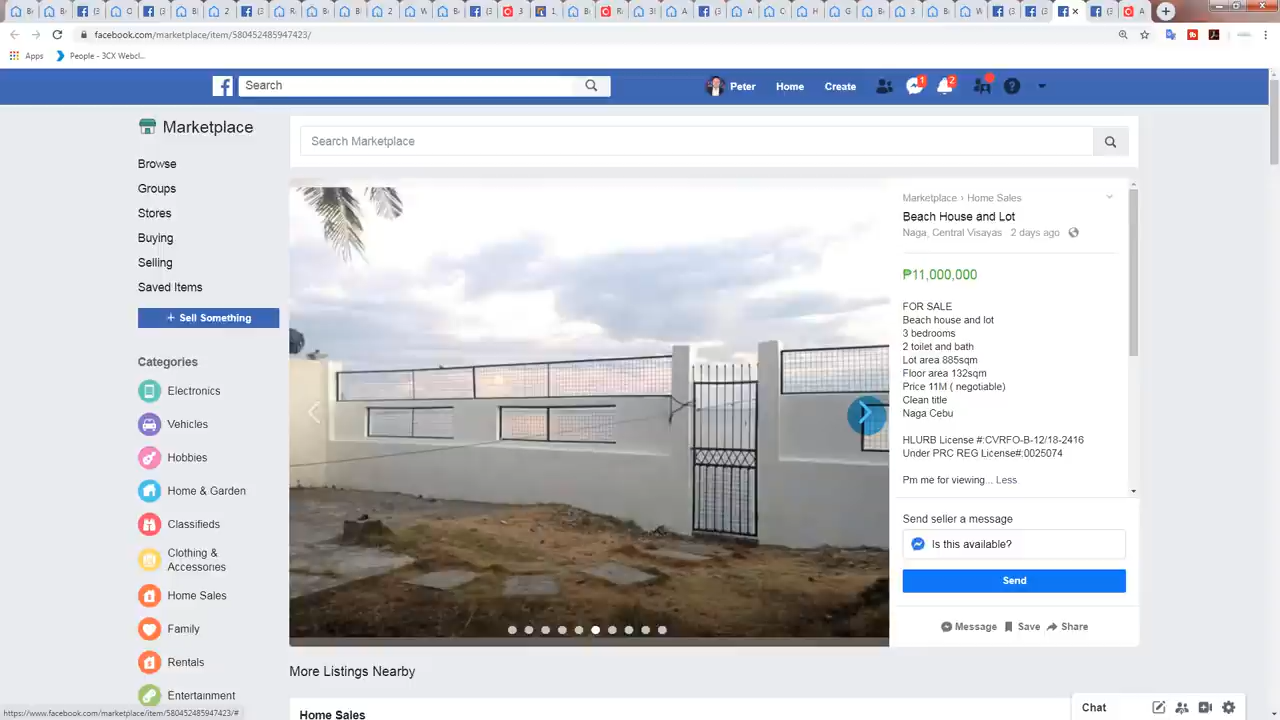 facebook.com/marketplace/item/580452485947423/
Apps
People - 3CX Webcl...
Search
Peter
Home
Create
1
2
Marketplace
Search Marketplace
Browse
Groups
Stores
Buying
Selling
Saved Items
+ Sell Something
Categories
Electronics
Vehicles
Hobbies
Home & Garden
Classifieds
Clothing &
Accessories
Home Sales
Family
Rentals
Entertainment
Marketplace › Home Sales
Beach House and Lot
Naga, Central Visayas 2 days ago
₱11,000,000
FOR SALE
Beach house and lot
3 bedrooms
2 toilet and bath
Lot area 885sqm
Floor area 132sqm
Price 11M ( negotiable)
Clean title
Naga Cebu
HLURB License #:CVRFO-B-12/18-2416
Under PRC REG License#:0025074
Pm me for viewing... Less
Send seller a message
Is this available?
Send
Message
Save
Share
More Listings Nearby
Home Sales
Chat
https://www.facebook.com/marketplace/item/580452485947423/#